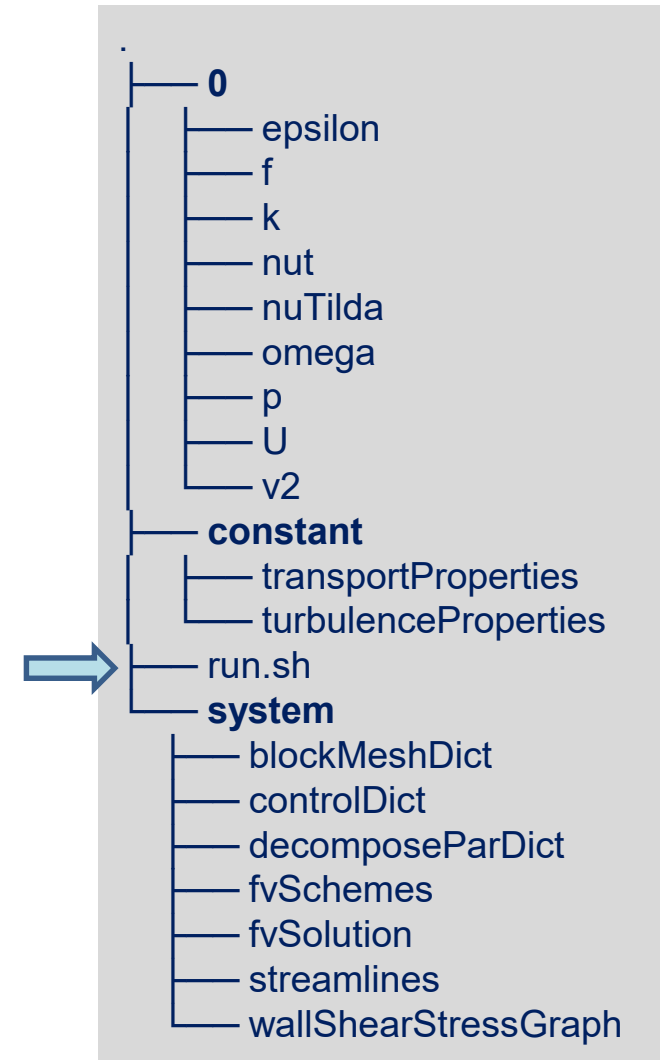 .
0
epsilon
f
k
nut
nuTilda
omega
p
U
v2
constant
transportProperties
turbulenceProperties
run.sh
system
blockMeshDict
controlDict
decomposeParDict
fvSchemes
fvSolution
streamlines
wallShearStressGraph